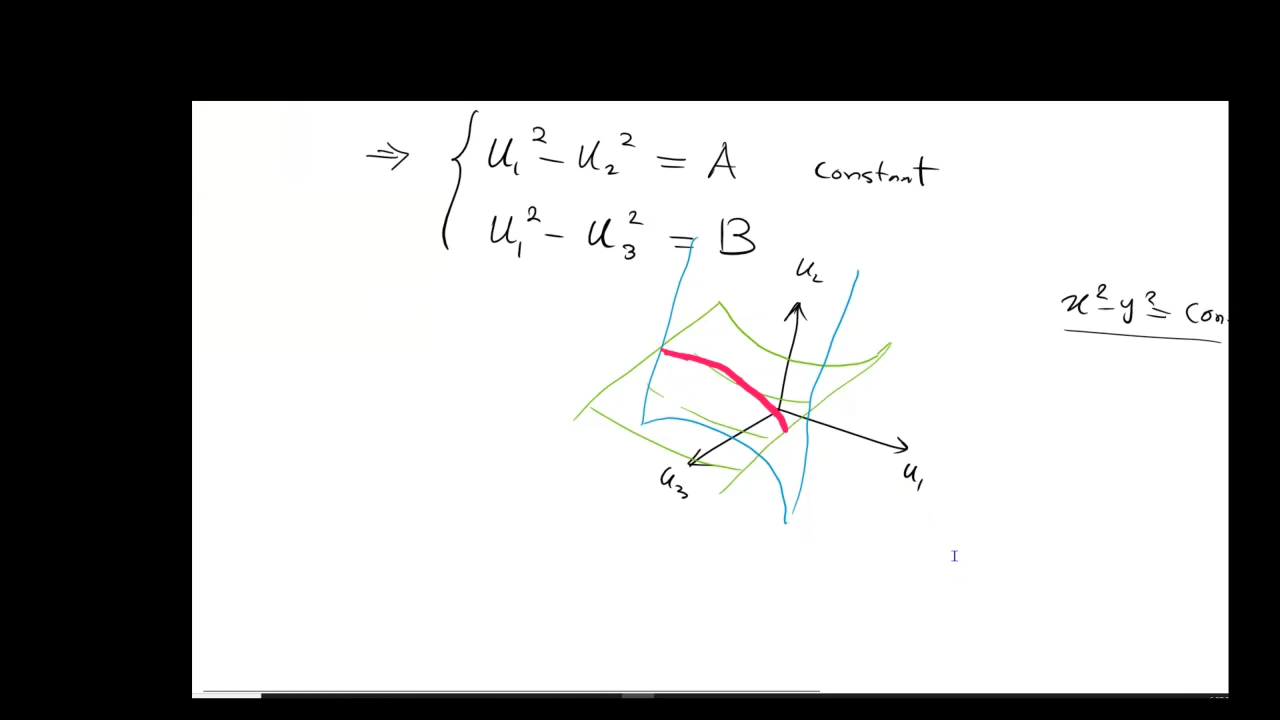 ⇒ { u₁² - u₂² = A constant
u₁² - u₃² = B
u₂
x² - y² = Con
u₃
u₁